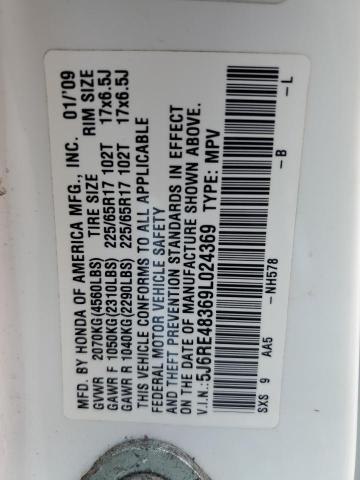 MFD. BY HONDA OF AMERICA MFG., INC. 01/'09
GVWR 2070KG(4560LBS) TIRE SIZE RIM SIZE
GAWR F 1050KG(2310LBS) 225/65R17 102T 17x6.5J
GAWR R 1040KG(2290LBS) 225/65R17 102T 17x6.5J
THIS VEHICLE CONFORMS TO ALL APPLICABLE
FEDERAL MOTOR VEHICLE SAFETY
AND THEFT PREVENTION STANDARDS IN EFFECT
ON THE DATE OF MANUFACTURE SHOWN ABOVE.
V.I.N.: 5J6RE48369L024369 TYPE: MPV
SXS 9 AA5 -NH578 -B -L